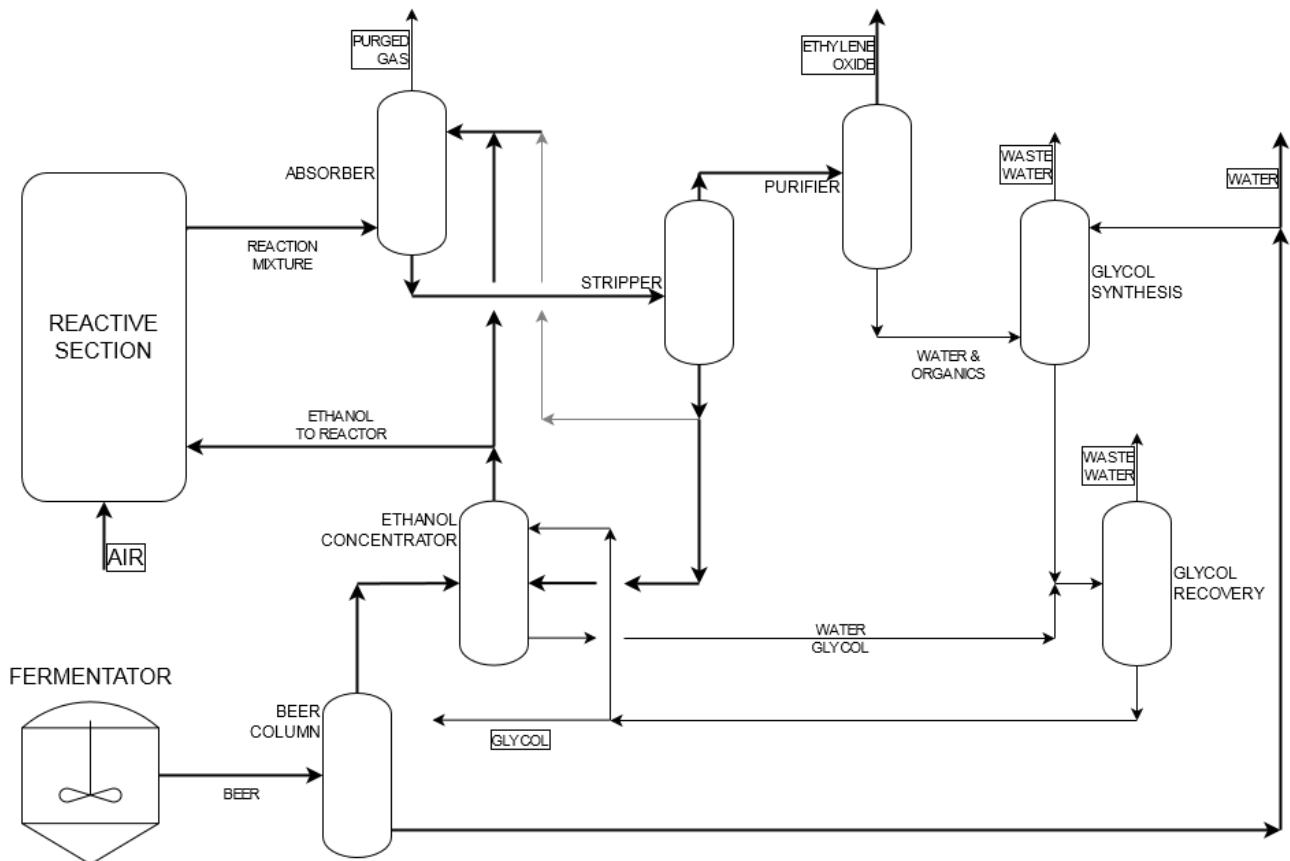 PURGED
GAS
ETHYLENE
OXIDE
ABSORBER
WASTE
WATER
WATER
PURIFIER
REACTION
MIXTURE
STRIPPER
GLYCOL
SYNTHESIS
REACTIVE
SECTION
WATER &
ORGANICS
ETHANOL
TO REACTOR
WASTE
WATER
ETHANOL
CONCENTRATOR
AIR
GLYCOL
RECOVERY
WATER
GLYCOL
FERMENTATOR
BEER
COLUMN
GLYCOL
BEER